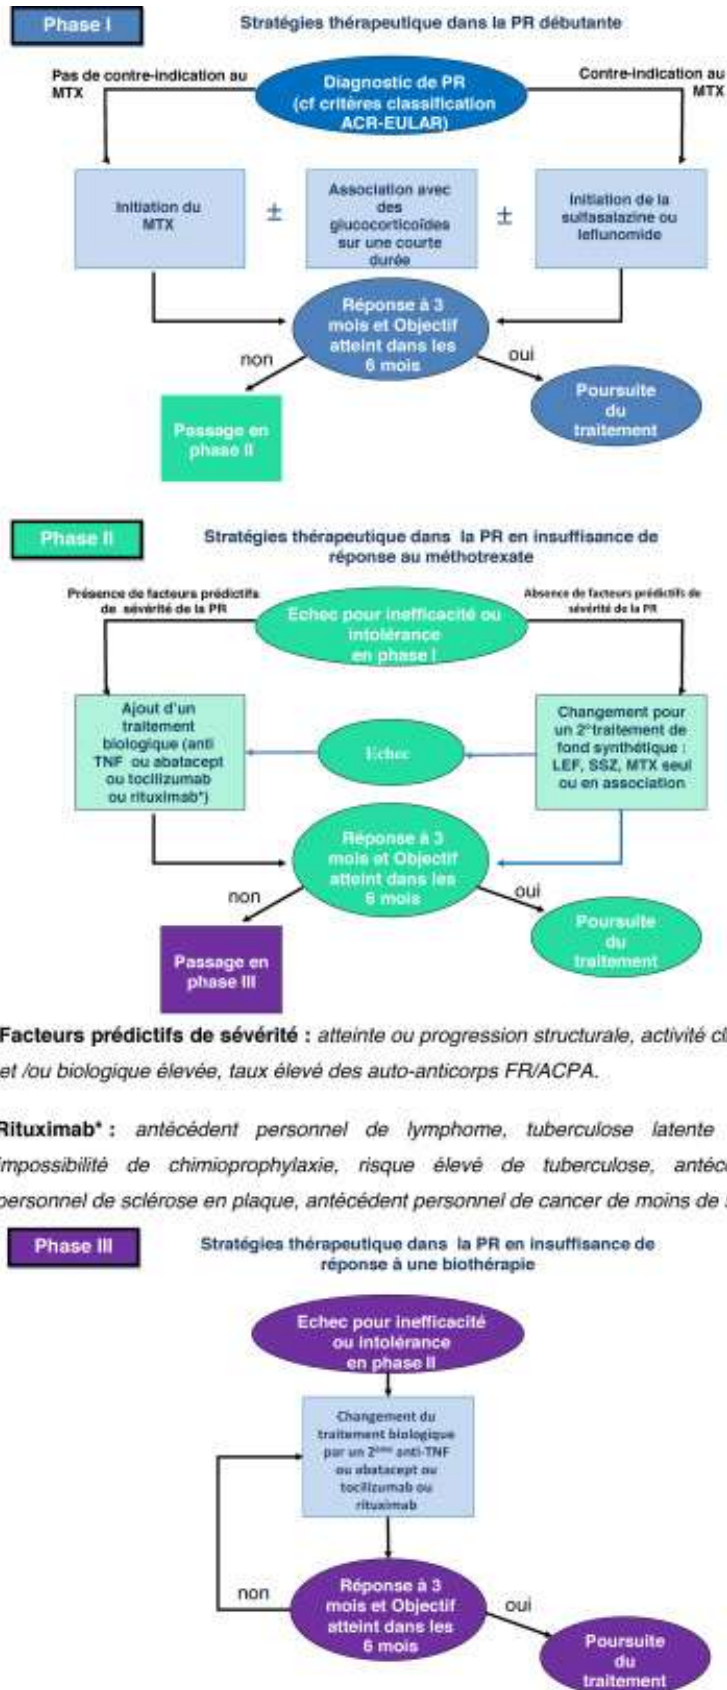 Phase I
Stratégies thérapeutique dans la PR débutante
Pas de contre-indication au
MTX
Diagnostic de PR
(cf critères classification
ACR-EULAR)
Contre-indication au
MTX
Initiation du
MTX
±
Association avec
des
glucocorticoïdes
sur une courte
durée
±
Initiation de la
sulfasalazine ou
leflunomide
Réponse à 3
mois et Objectif
atteint dans les
6 mois
non
oui
Passage en
phase II
Poursuite
du
traitement
Phase II
Stratégies thérapeutique dans la PR en insuffisance de
réponse au méthotrexate
Présence de facteurs prédictifs
de sévérité de la PR
Echec pour inefficacité ou
intolérance
en phase I
Absence de facteurs prédictifs de
sévérité de la PR
Ajout d'un
traitement
biologique (anti
TNF ou abatacept
ou tocilizumab
ou rituximab*)
Echec
Changement pour
un 2° traitement de
fond synthétique :
LEF, SSZ, MTX seul
ou en association
Réponse à 3
mois et Objectif
atteint dans les
6 mois
non
oui
Passage en
phase III
Poursuite
du
traitement
Facteurs prédictifs de sévérité : atteinte ou progression structurale, activité
et /ou biologique élevée, taux élevé des auto-anticorps FR/ACPA.
Rituximab* : antécédent personnel de lymphome, tuberculose latente
impossibilité de chimioprophylaxie, risque élevé de tuberculose,
personnel de sclérose en plaque, antécédent personnel de cancer de moins de
Phase III
Stratégies thérapeutique dans la PR en insuffisance de
réponse à une biothérapie
Echec pour inefficacité
ou intolérance
en phase II
Changement du
traitement biologique
par un 2ème anti-TNF
ou abatacept ou
tocilizumab ou
rituximab
Réponse à 3
mois et Objectif
atteint dans les
6 mois
non
oui
Poursuite
du
traitement